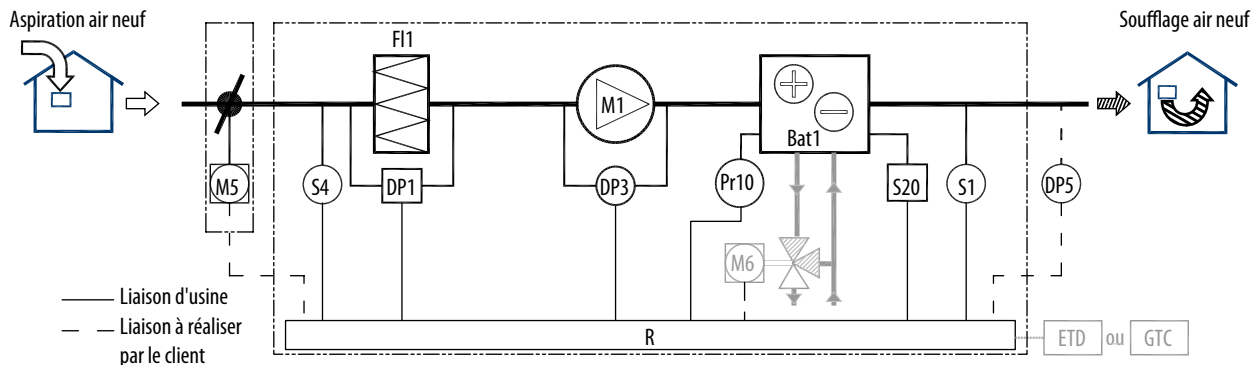 Aspiration air neuf
Soufflage air neuf
Fl1
M1
Bat1
M5
S4
DP1
DP3
Pr10
S20
S1
DP5
M6
Liaison d'usine
Liaison à réaliser
par le client
R
ETD ou GTC